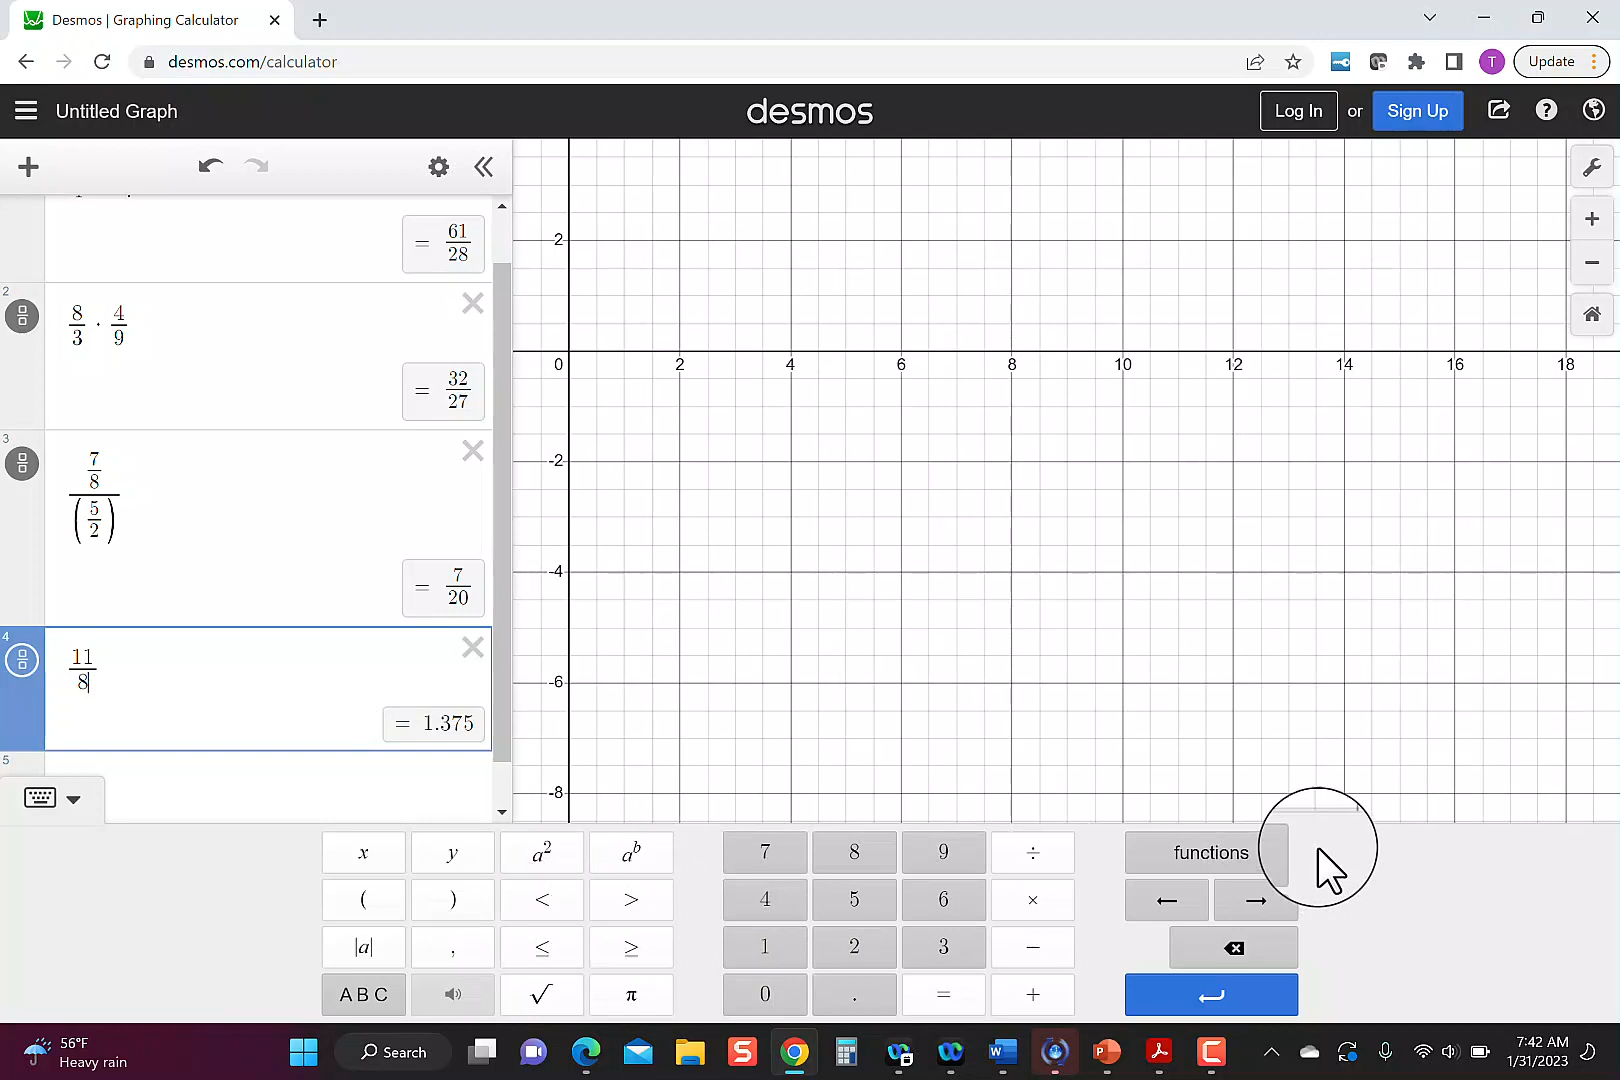 Desmos | Graphing Calculator
desmos.com/calculator
Update
T
Untitled Graph
desmos
Log In or Sign Up
= 61/28
2
8/3 · 4/9
= 32/27
3
7/8 / (5/2)
= 7/20
4
11/8
= 1.375
5
2
0 2 4 6 8 10 12 14 16 18
-2
-4
-6
-8
x y a² aᵇ 7 8 9 ÷ functions
( ) < > 4 5 6 × ← →
|a| , ≤ ≥ 1 2 3 −
A B C √ π 0 . = +
56°F
Heavy rain
Search
7:42 AM
1/31/2023